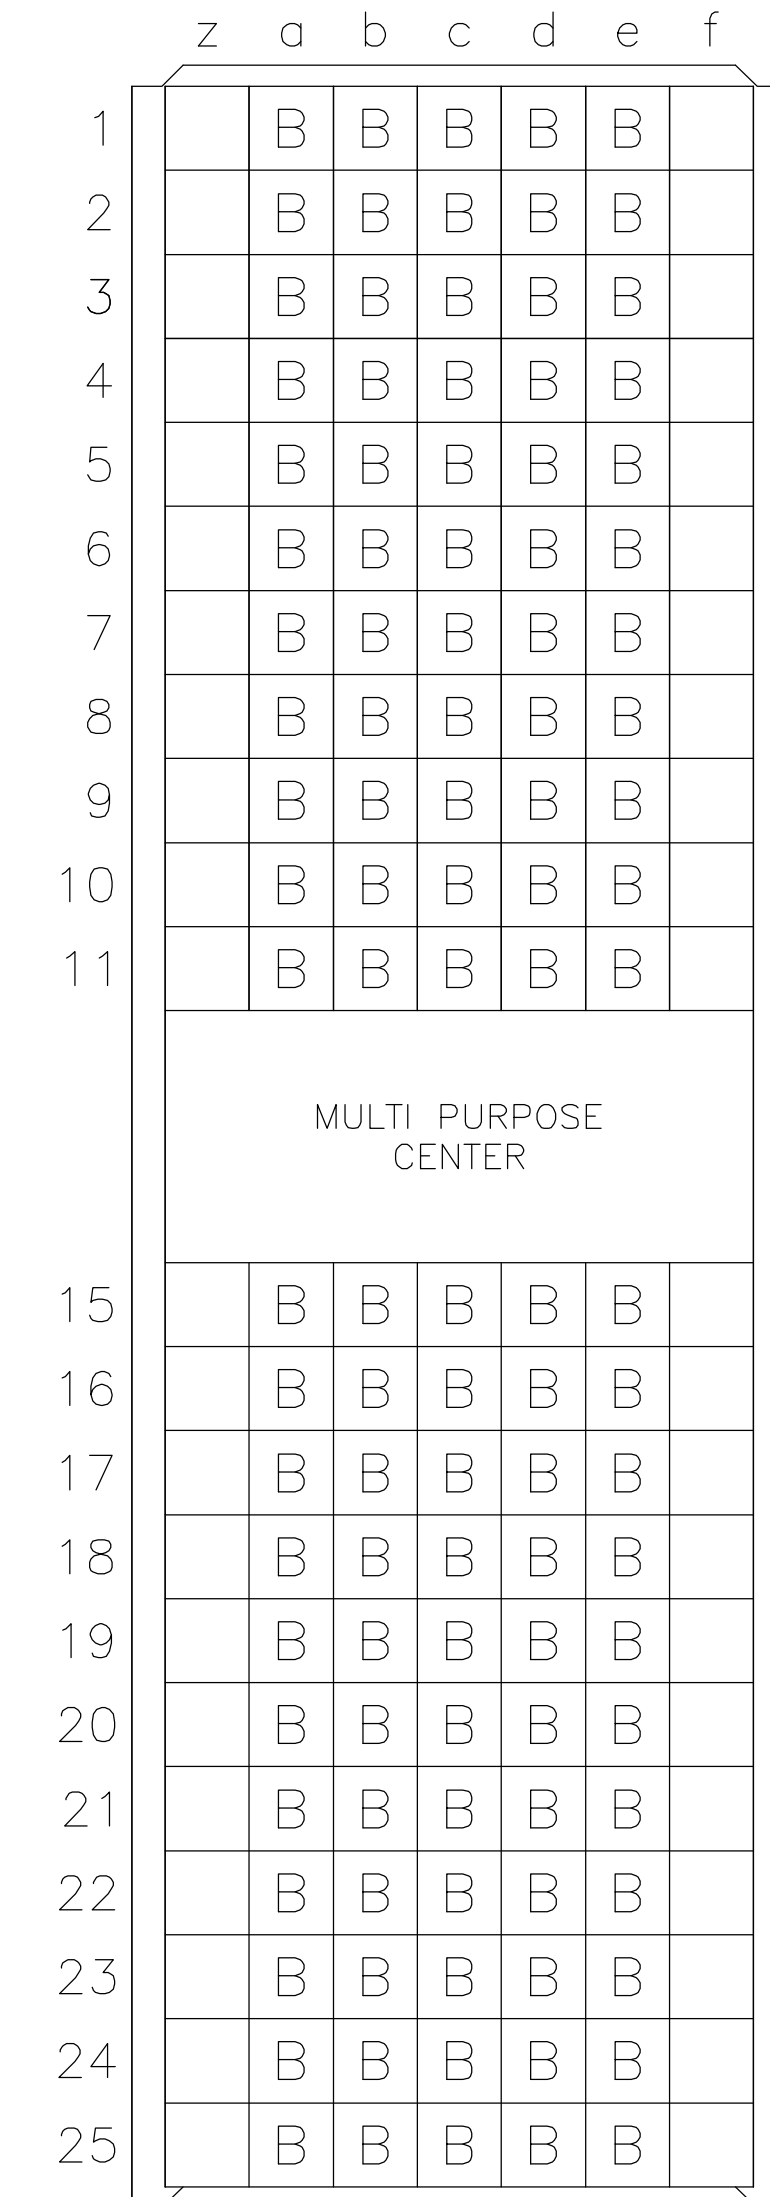 z a b c d e f
1 B B B B B
2 B B B B B
3 B B B B B
4 B B B B B
5 B B B B B
6 B B B B B
7 B B B B B
8 B B B B B
9 B B B B B
10 B B B B B
11 B B B B B
MULTI PURPOSE
CENTER
15 B B B B B
16 B B B B B
17 B B B B B
18 B B B B B
19 B B B B B
20 B B B B B
21 B B B B B
22 B B B B B
23 B B B B B
24 B B B B B
25 B B B B B